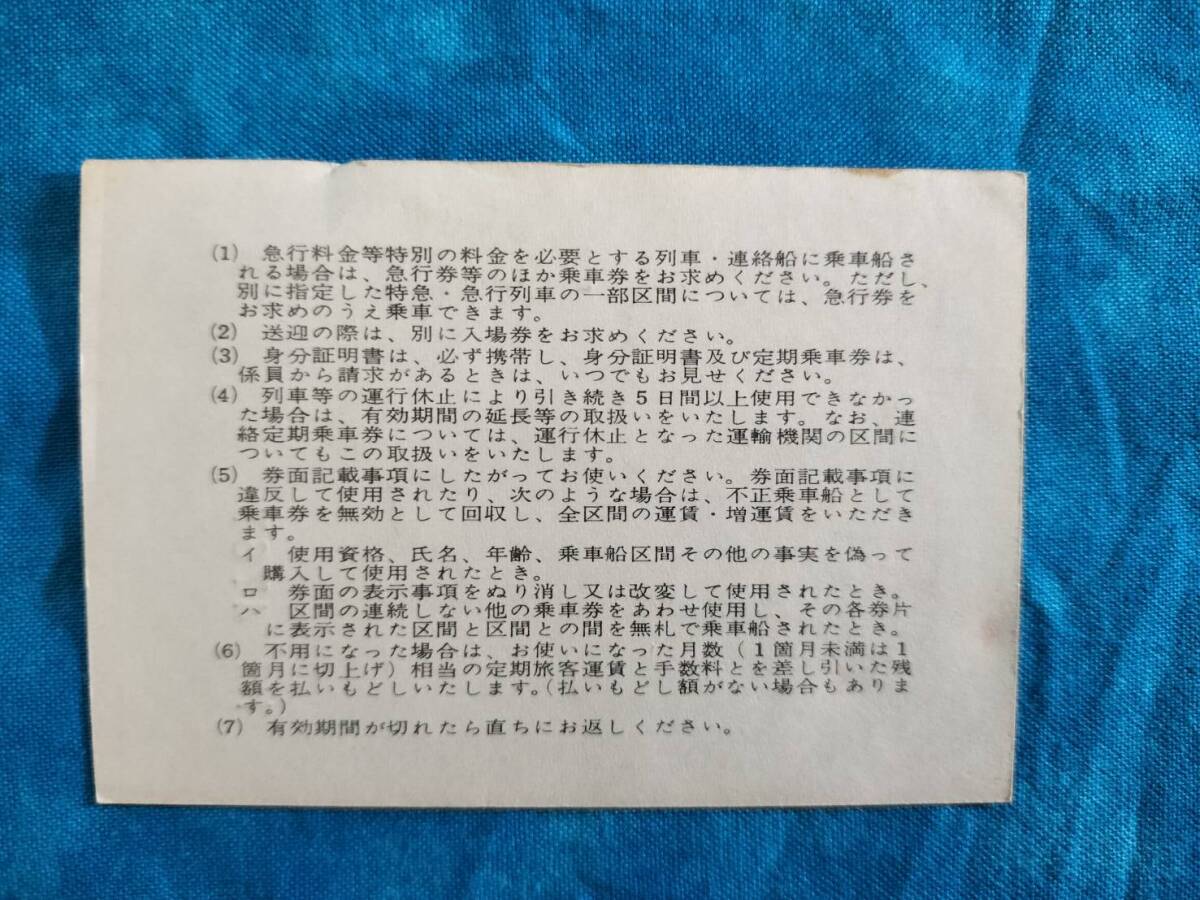 (1) 急行料金等特別の料金を必要とする列車・連絡船に乗車船さ
れる場合は、急行券等のほか乗車券をお求めください。ただし、
別に指定した特急・急行列車の一部区間については、急行券を
お求めのうえ乗車できます。
(2) 送迎の際は、別に入場券をお求めください。
(3) 身分証明書は、必ず携帯し、身分証明書及び定期乗車券は、
係員から請求があるときは、いつでもお見せください。
(4) 列車等の運行休止により引き続き5日間以上使用できなかっ
た場合は、有効期間の延長等の取扱いをいたします。なお、連
絡定期乗車券については、運行休止となった運輸機関の区間に
ついてもこの取扱いをいたします。
(5) 券面記載事項にしたがってお使いください。券面記載事項に
違反して使用されたり、次のような場合は、不正乗車船として
乗車券を無効として回収し、全区間の運賃・増運賃をいただき
ます。
イ 使用資格、氏名、年齢、乗車船区間その他の事実を偽って
購入して使用されたとき。
ロ 券面の表示事項をぬり消し又は改変して使用されたとき。
ハ 区間の連続しない他の乗車券をあわせ使用し、その各券片
に表示された区間と区間との間を無札で乗車船されたとき。
(6) 不用になった場合は、お使いになった月数(1箇月未満は1
箇月に切上げ)相当の定期旅客運賃と手数料とを差し引いた残
額を払いもどしいたします。(払いもどし額がない場合もありま
す。)
(7) 有効期間が切れたら直ちにお返しください。